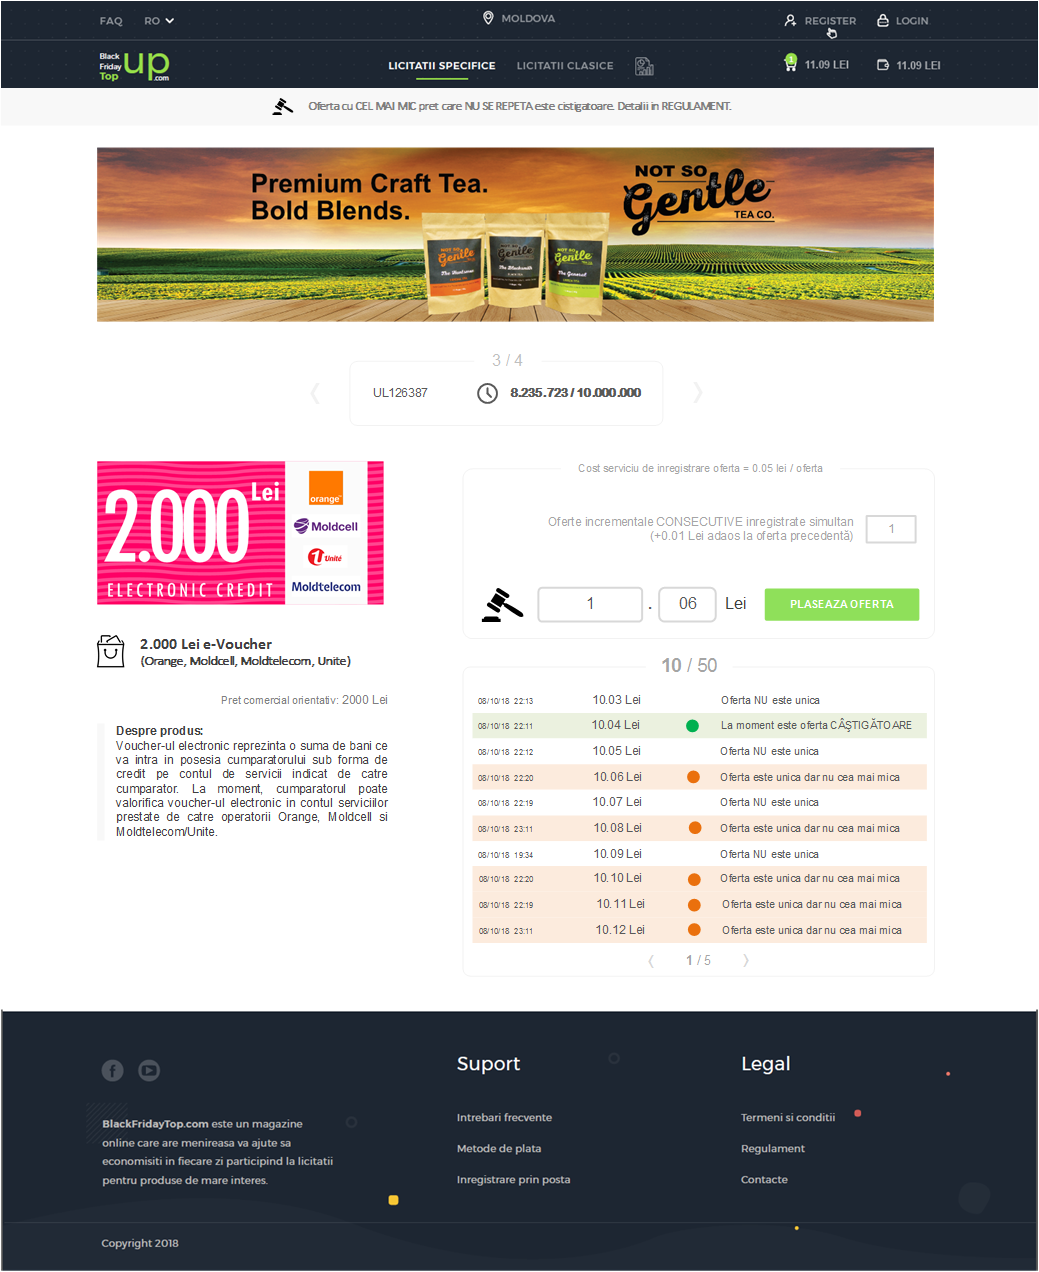 FAQ RO MOLDOVA REGISTER LOGIN
Black Friday Top up .com LICITATII SPECIFICE LICITATII CLASICE 1 11.09 LEI 11.09 LEI
Oferta cu CEL MAI MIC pret care NU SE REPETA este cistigatoare. Detalii in REGULAMENT.
Premium Craft Tea.
Bold Blends.
NOT SO
Gentle
TEA CO.
NOT SO Gentle
NOT SO Gentle The Blacksmith
NOT SO Gentle The General
3 / 4
UL126387 8.235.723 / 10.000.000
2.000 Lei
ELECTRONIC CREDIT
orange
Moldcell
Unité
Moldtelecom
2.000 Lei e-Voucher
(Orange, Moldcell, Moldtelecom, Unite)
Pret comercial orientativ: 2000 Lei
Despre produs:
Voucher-ul electronic reprezinta o suma de bani ce
va intra in posesia cumparatorului sub forma de
credit pe contul de servicii indicat de catre
cumparator. La moment, cumparatorul poate
valorifica voucher-ul electronic in contul serviciilor
prestate de catre operatorii Orange, Moldcell si
Moldtelecom/Unite.
Cost serviciu de inregistrare oferta = 0.05 lei / oferta
Oferte incrementale CONSECUTIVE inregistrate simultan
(+0.01 Lei adaos la oferta precedentă)
1
1 . 06 Lei PLASEAZA OFERTA
10 / 50
08/10/18 22:13 10.03 Lei Oferta NU este unica
08/10/18 22:11 10.04 Lei La moment este oferta CÂŞTIGĂTOARE
08/10/18 22:12 10.05 Lei Oferta NU este unica
08/10/18 22:20 10.06 Lei Oferta este unica dar nu cea mai mica
08/10/18 22:19 10.07 Lei Oferta NU este unica
08/10/18 23:11 10.08 Lei Oferta este unica dar nu cea mai mica
08/10/18 19:34 10.09 Lei Oferta NU este unica
08/10/18 22:20 10.10 Lei Oferta este unica dar nu cea mai mica
08/10/18 22:19 10.11 Lei Oferta este unica dar nu cea mai mica
08/10/18 23:11 10.12 Lei Oferta este unica dar nu cea mai mica
1 / 5
BlackFridayTop.com este un magazine
online care are menireasa va ajute sa
economisiti in fiecare zi participind la licitatii
pentru produse de mare interes.
Suport
Intrebari frecvente
Metode de plata
Inregistrare prin posta
Legal
Termeni si conditii
Regulament
Contacte
Copyright 2018